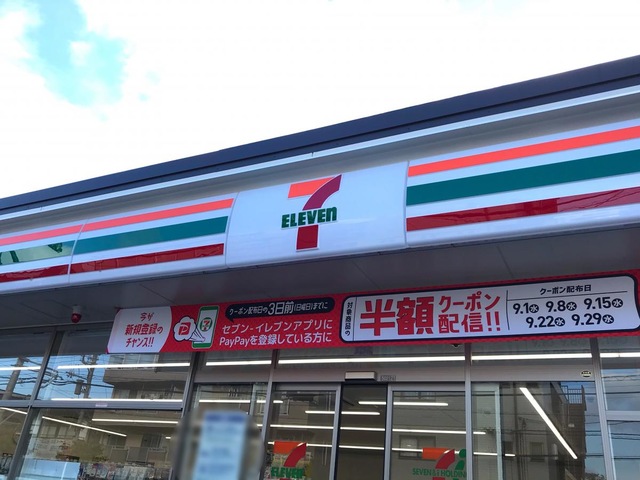 7
ELEVEN
今が
新規登録の
チャンス!!
クーポン配布日の3日前(日曜日)までに
セブン‐イレブンアプリに
PayPayを登録している方に
対象商品の
半額クーポン
配信!!
クーポン配布日
9.1水 9.8水 9.15水
9.22水 9.29水
7
ELEVEN
SEVEN & i HOLDINGS